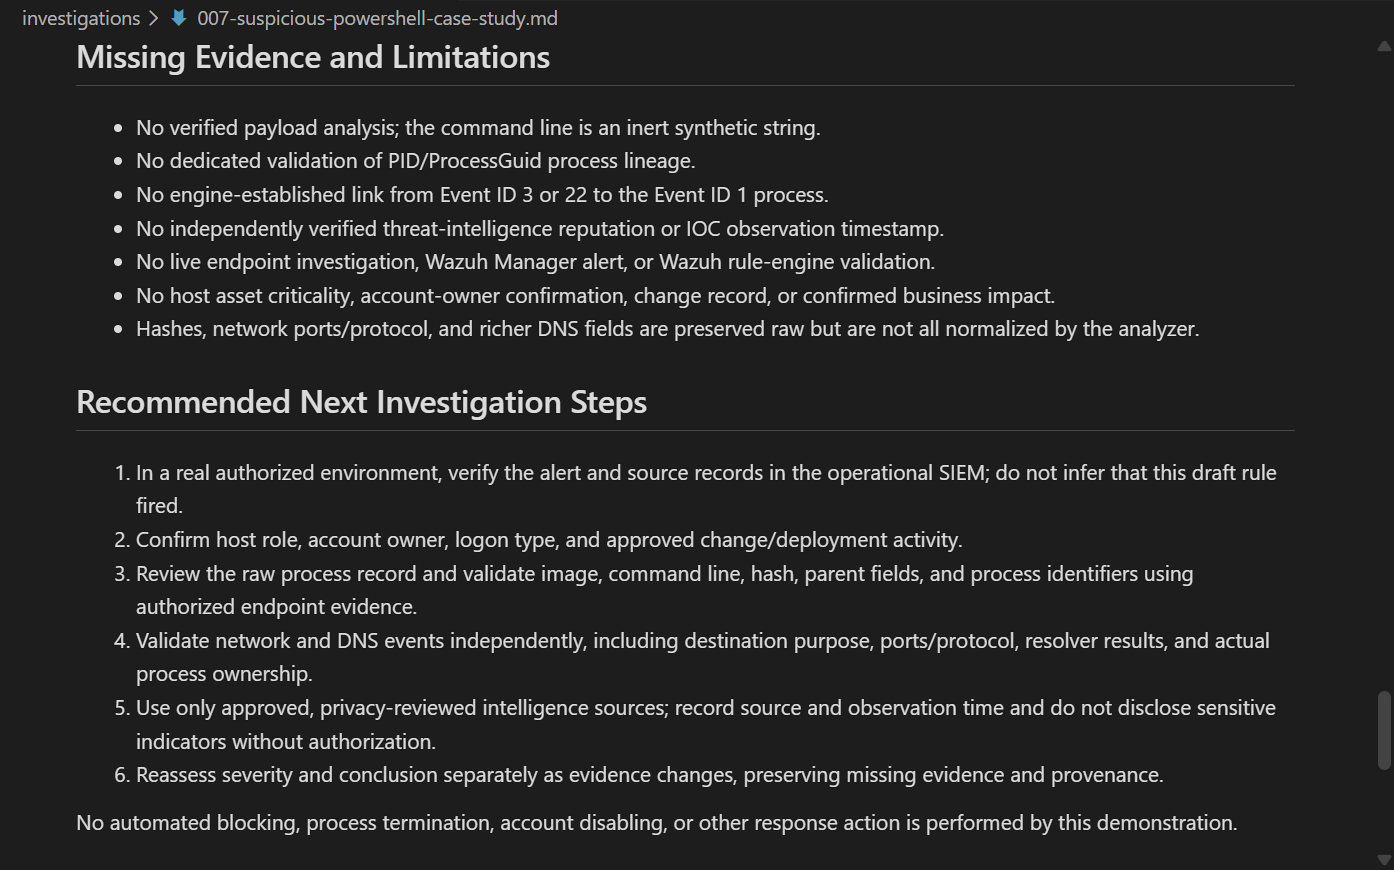 investigations > 007-suspicious-powershell-case-study.md
Missing Evidence and Limitations
• No verified payload analysis; the command line is an inert synthetic string.
• No dedicated validation of PID/ProcessGuid process lineage.
• No engine-established link from Event ID 3 or 22 to the Event ID 1 process.
• No independently verified threat-intelligence reputation or IOC observation timestamp.
• No live endpoint investigation, Wazuh Manager alert, or Wazuh rule-engine validation.
• No host asset criticality, account-owner confirmation, change record, or confirmed business impact.
• Hashes, network ports/protocol, and richer DNS fields are preserved raw but are not all normalized by the analyzer.
Recommended Next Investigation Steps
1. In a real authorized environment, verify the alert and source records in the operational SIEM; do not infer that this draft rule
fired.
2. Confirm host role, account owner, logon type, and approved change/deployment activity.
3. Review the raw process record and validate image, command line, hash, parent fields, and process identifiers using
authorized endpoint evidence.
4. Validate network and DNS events independently, including destination purpose, ports/protocol, resolver results, and actual
process ownership.
5. Use only approved, privacy-reviewed intelligence sources; record source and observation time and do not disclose sensitive
indicators without authorization.
6. Reassess severity and conclusion separately as evidence changes, preserving missing evidence and provenance.
No automated blocking, process termination, account disabling, or other response action is performed by this demonstration.